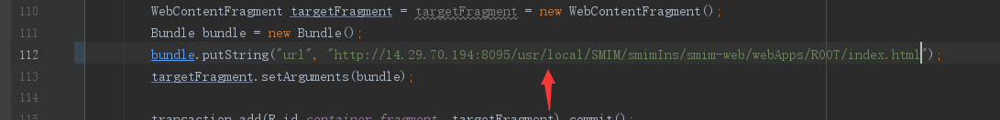 110 WebContentFragment targetFragment = targetFragment = new WebContentFragment();
111 Bundle bundle = new Bundle();
112 bundle.putString("url", "http://14.29.70.194:8095/usr/local/SMIM/smimIns/smim-web/webApps/ROOT/index.html");
113 targetFragment.setArguments(bundle);
114
transaction.add(R.id.container_fragment, targetFragment).commit();